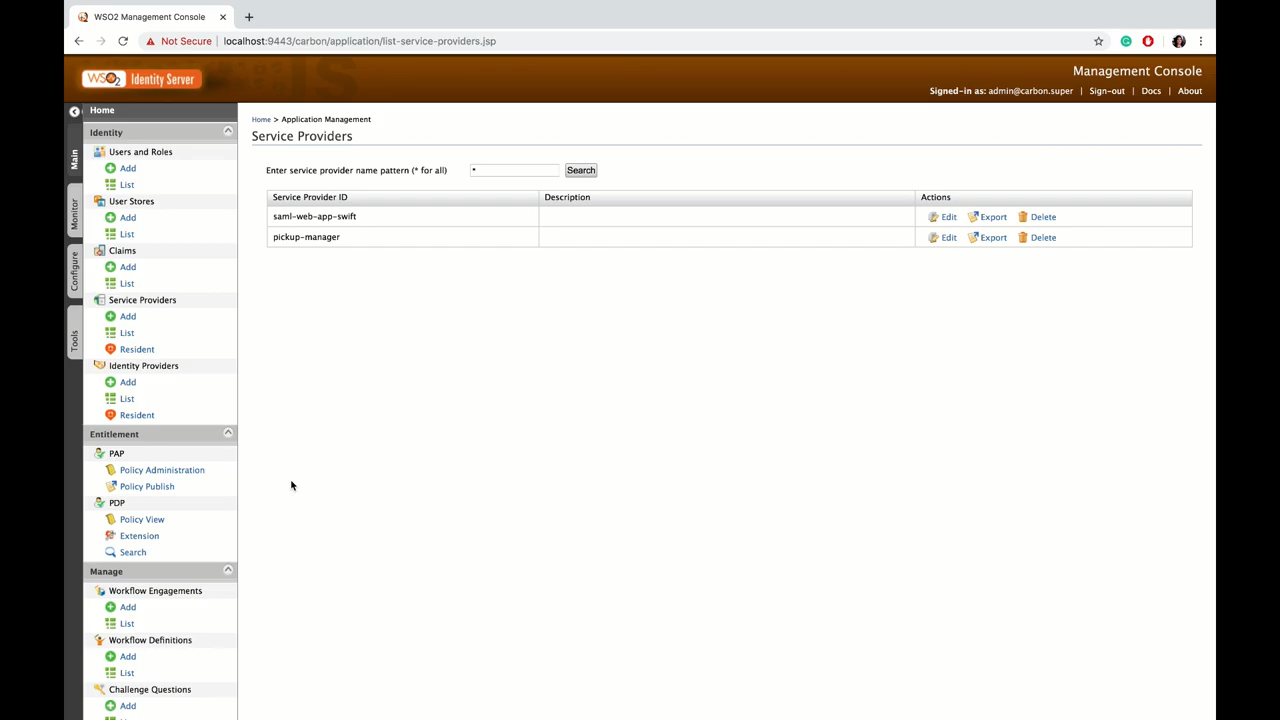 WSO2 Management Console
Not Secure | localhost:9443/carbon/application/list-service-providers.jsp
WSO2 Identity Server
Management Console
Signed-in as: admin@carbon.super | Sign-out | Docs | About
Main
Monitor
Configure
Tools
Home
Identity
Users and Roles
Add
List
User Stores
Add
List
Claims
Add
List
Service Providers
Add
List
Resident
Identity Providers
Add
List
Resident
Entitlement
PAP
Policy Administration
Policy Publish
PDP
Policy View
Extension
Search
Manage
Workflow Engagements
Add
List
Workflow Definitions
Add
List
Challenge Questions
Add
Home > Application Management
Service Providers
Enter service provider name pattern (* for all) * Search
Service Provider ID Description Actions
saml-web-app-swift Edit Export Delete
pickup-manager Edit Export Delete